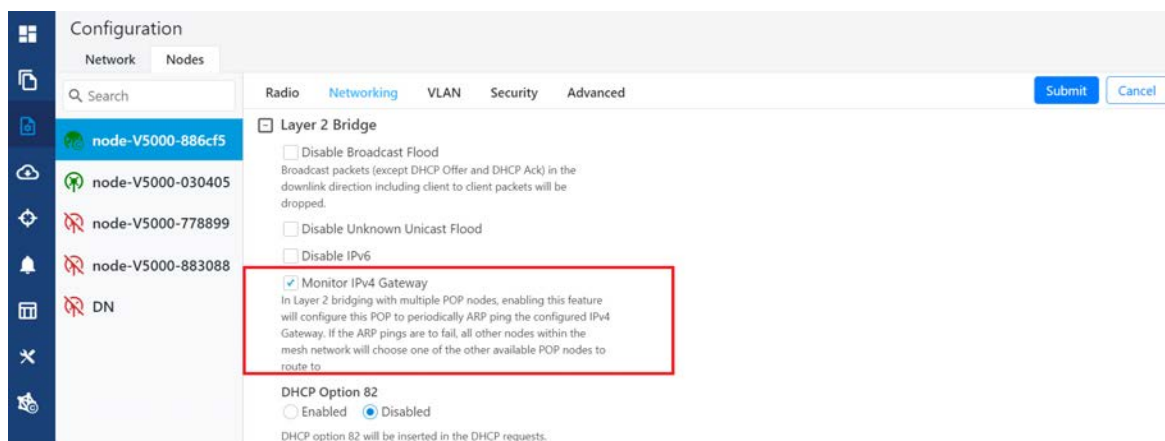 Configuration
Network Nodes
Search
Radio Networking VLAN Security Advanced
Submit Cancel
node-V5000-886cf5
node-V5000-030405
node-V5000-778899
node-V5000-883088
DN
Layer 2 Bridge
Disable Broadcast Flood
Broadcast packets (except DHCP Offer and DHCP Ack) in the
downlink direction including client to client packets will be
dropped.
Disable Unknown Unicast Flood
Disable IPv6
Monitor IPv4 Gateway
In Layer 2 bridging with multiple POP nodes, enabling this feature
will configure this POP to periodically ARP ping the configured IPv4
Gateway. If the ARP pings are to fail, all other nodes within the
mesh network will choose one of the other available POP nodes to
route to
DHCP Option 82
Enabled Disabled
DHCP option 82 will be inserted in the DHCP requests.